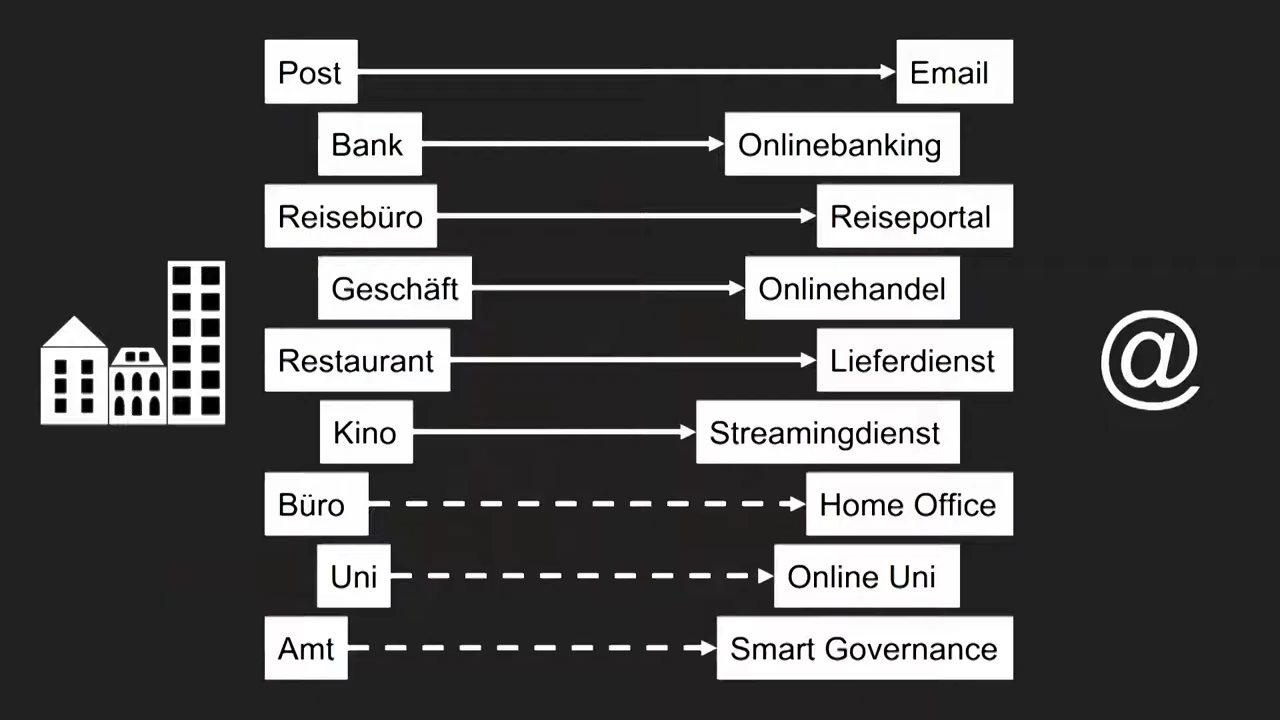 Post Email
Bank Onlinebanking
Reisebüro Reiseportal
Geschäft Onlinehandel
Restaurant Lieferdienst
Kino Streamingdienst
Büro Home Office
Uni Online Uni
Amt Smart Governance
@